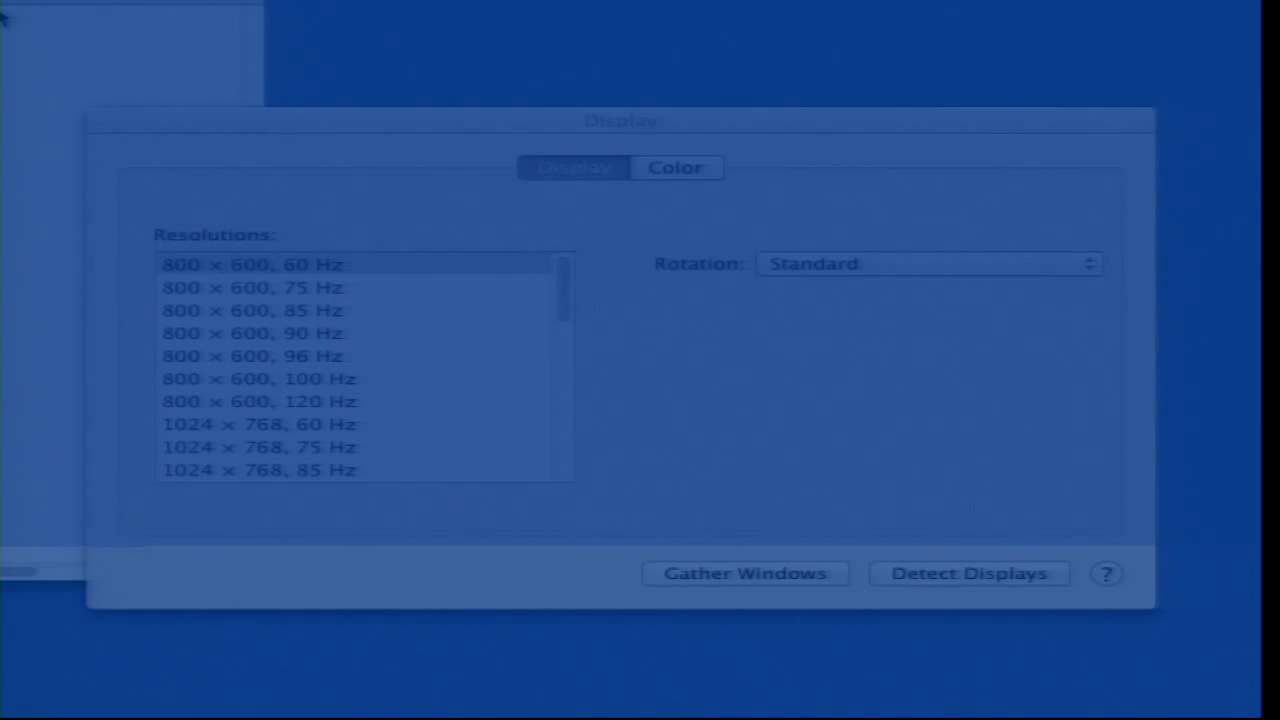 Display
Display
Color
Resolutions:
800 × 600, 60 Hz
Rotation:
Standard
800 × 600, 75 Hz
800 × 600, 85 Hz
800 × 600, 90 Hz
800 × 600, 96 Hz
800 × 600, 100 Hz
800 × 600, 120 Hz
1024 × 768, 60 Hz
1024 × 768, 75 Hz
1024 × 768, 85 Hz
Gather Windows
Detect Displays
?